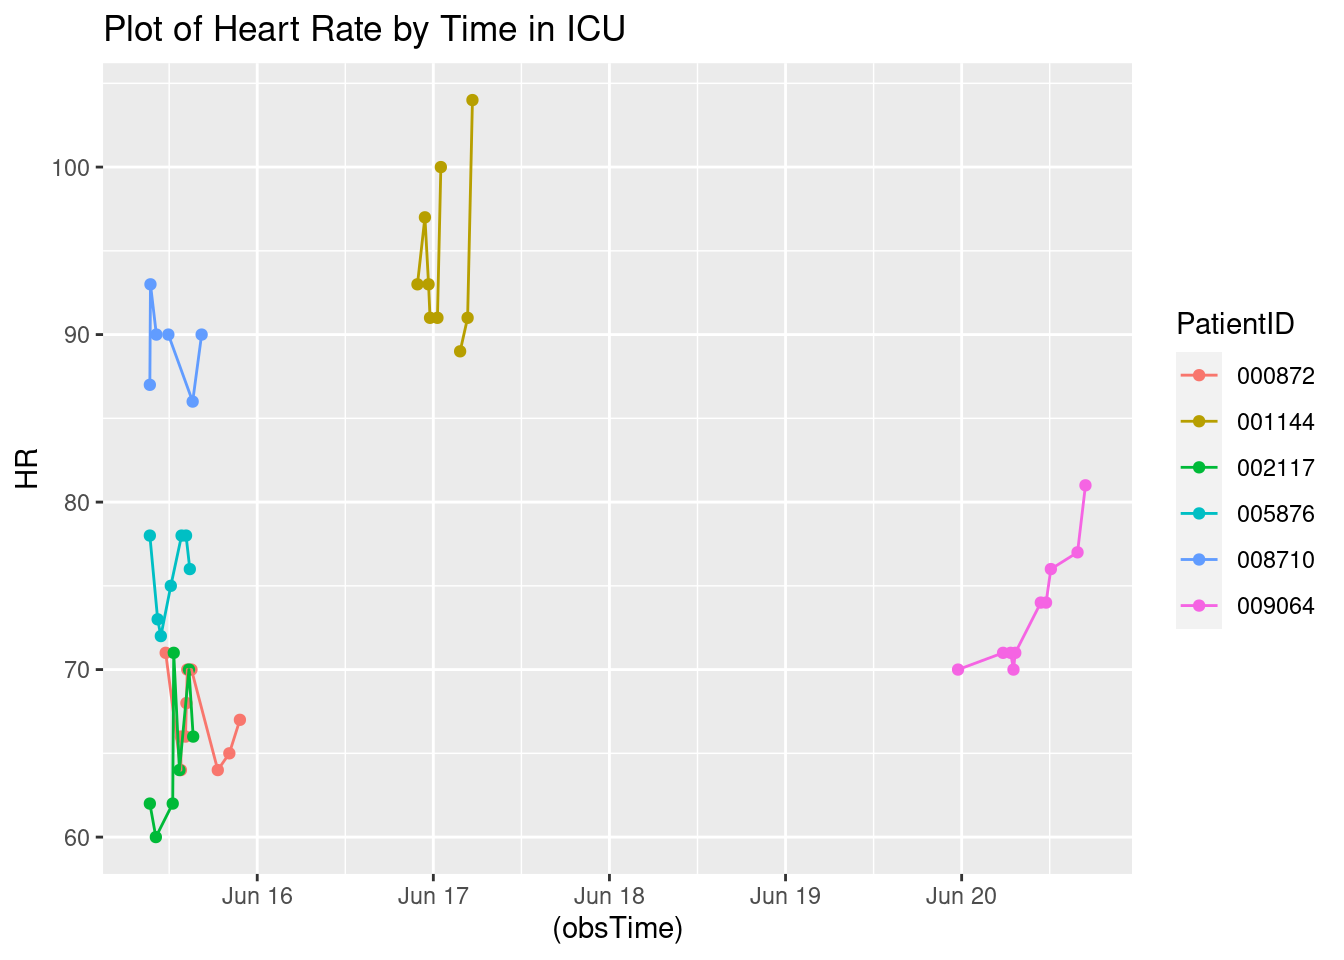 Plot of Heart Rate by Time in ICU
100
90
80
70
60
HR
Jun 16
Jun 17
Jun 18
Jun 19
Jun 20
(obsTime)
PatientID
000872
001144
002117
005876
008710
009064